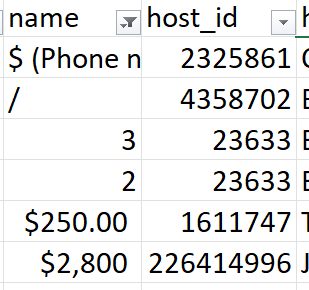 name host_id
$ (Phone n 2325861
/ 4358702
3 23633
2 23633
$250.00 1611747
$2,800 226414996 J